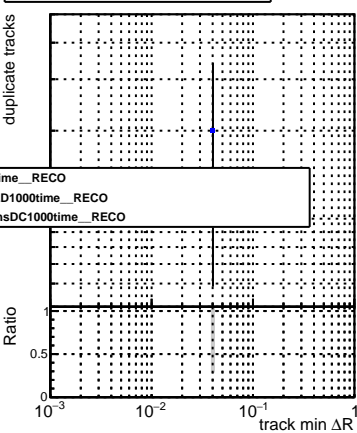 duplicate tracks
ime__RECO
D1000time__RECO
nsDC1000time__RECO
Ratio
1
0.5
0
10⁻³ 10⁻² 10⁻¹ 1
track min ΔR